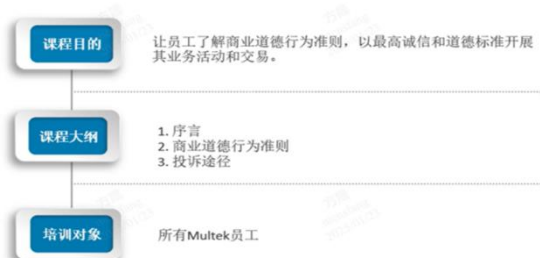 课程目的
让员工了解商业道德行为准则，以最高诚信和道德标准开展
其业务活动和交易。
课程大纲
1. 序言
2. 商业道德行为准则
3. 投诉途径
培训对象
所有Multek员工